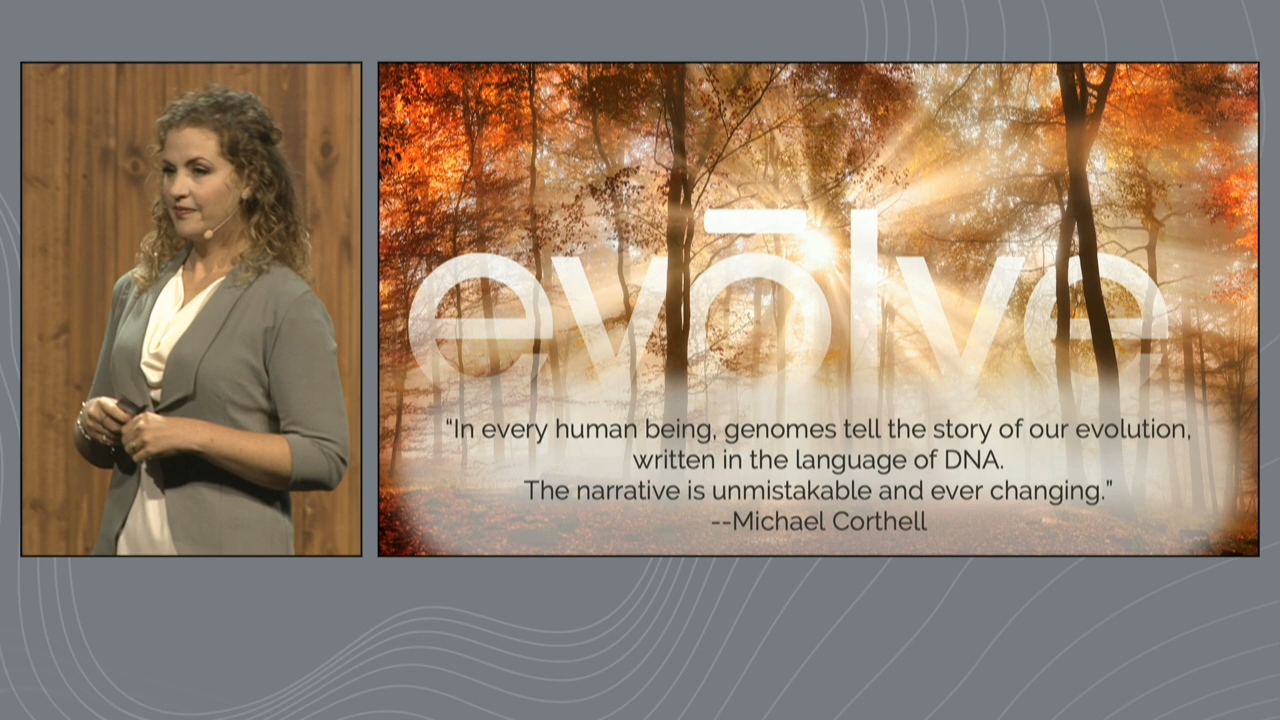 evōlve
"In every human being, genomes tell the story of our evolution,
written in the language of DNA.
The narrative is unmistakable and ever changing."
--Michael Corthell